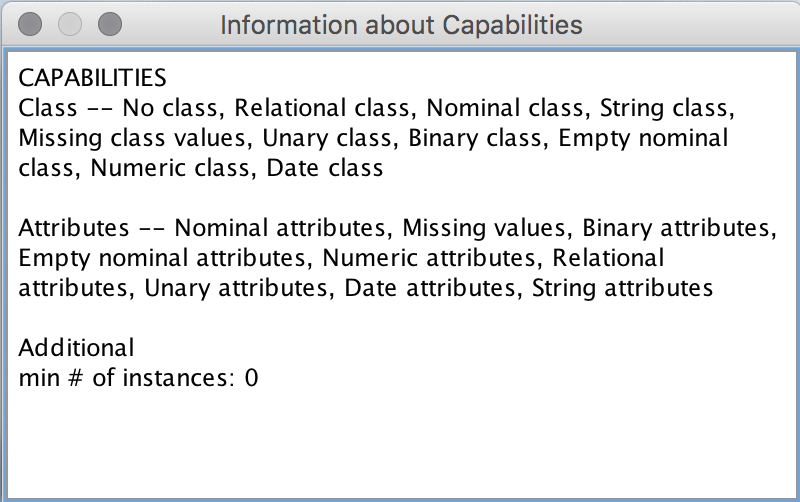 Information about Capabilities
CAPABILITIES
Class -- No class, Relational class, Nominal class, String class,
Missing class values, Unary class, Binary class, Empty nominal
class, Numeric class, Date class
Attributes -- Nominal attributes, Missing values, Binary attributes,
Empty nominal attributes, Numeric attributes, Relational
attributes, Unary attributes, Date attributes, String attributes
Additional
min # of instances: 0